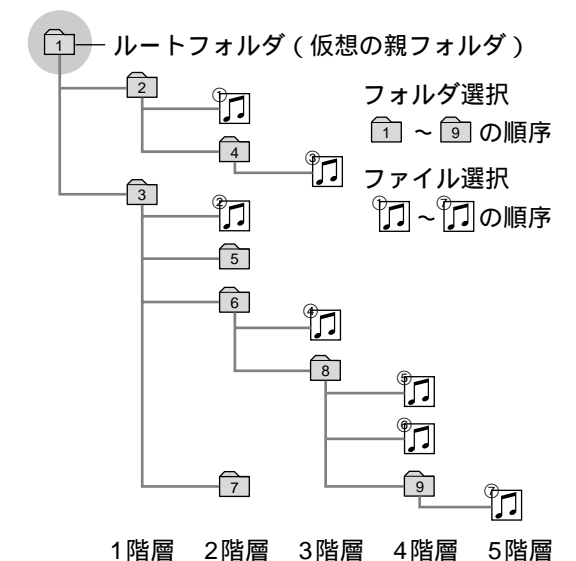 1 ルートフォルダ ( 仮想の親フォルダ )
2
① フォルダ選択
1 ~ 9 の順序
4
③ ファイル選択
① ~ ⑦ の順序
3
②
5
6
④
8
⑤
⑥
7
9
⑦
1階層 2階層 3階層 4階層 5階層